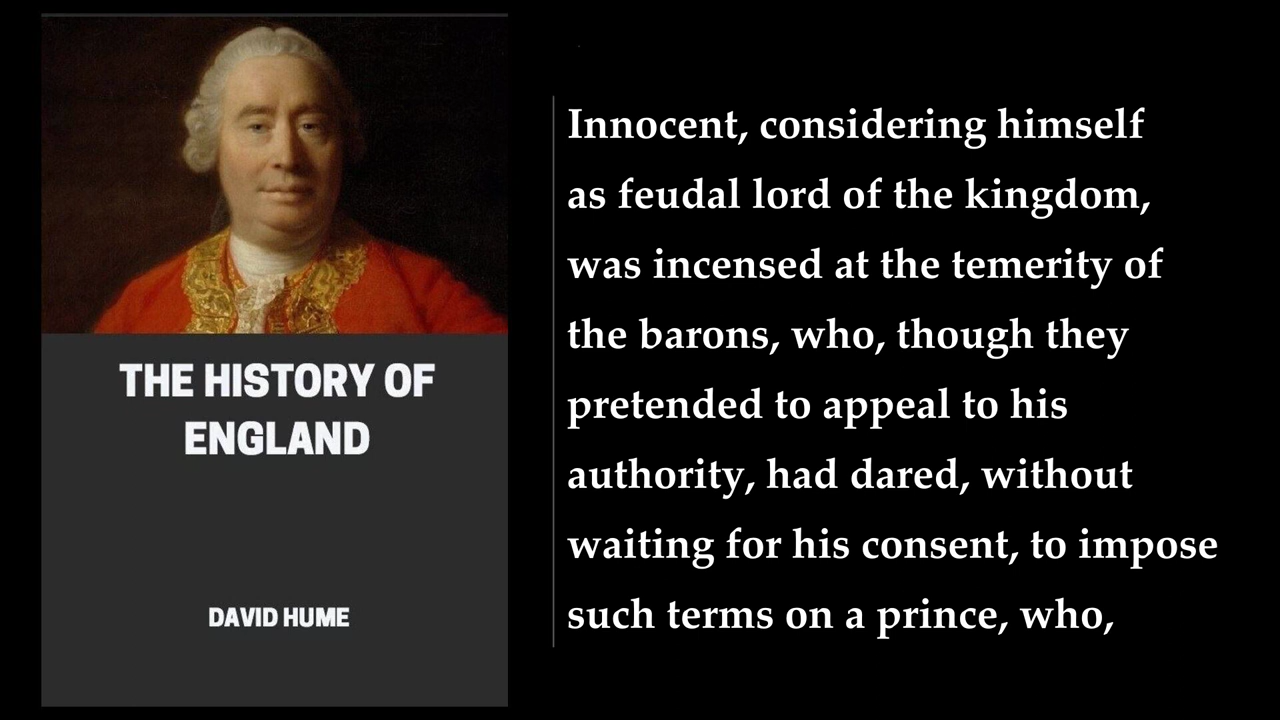 THE HISTORY OF
ENGLAND
DAVID HUME
Innocent, considering himself
as feudal lord of the kingdom,
was incensed at the temerity of
the barons, who, though they
pretended to appeal to his
authority, had dared, without
waiting for his consent, to impose
such terms on a prince, who,